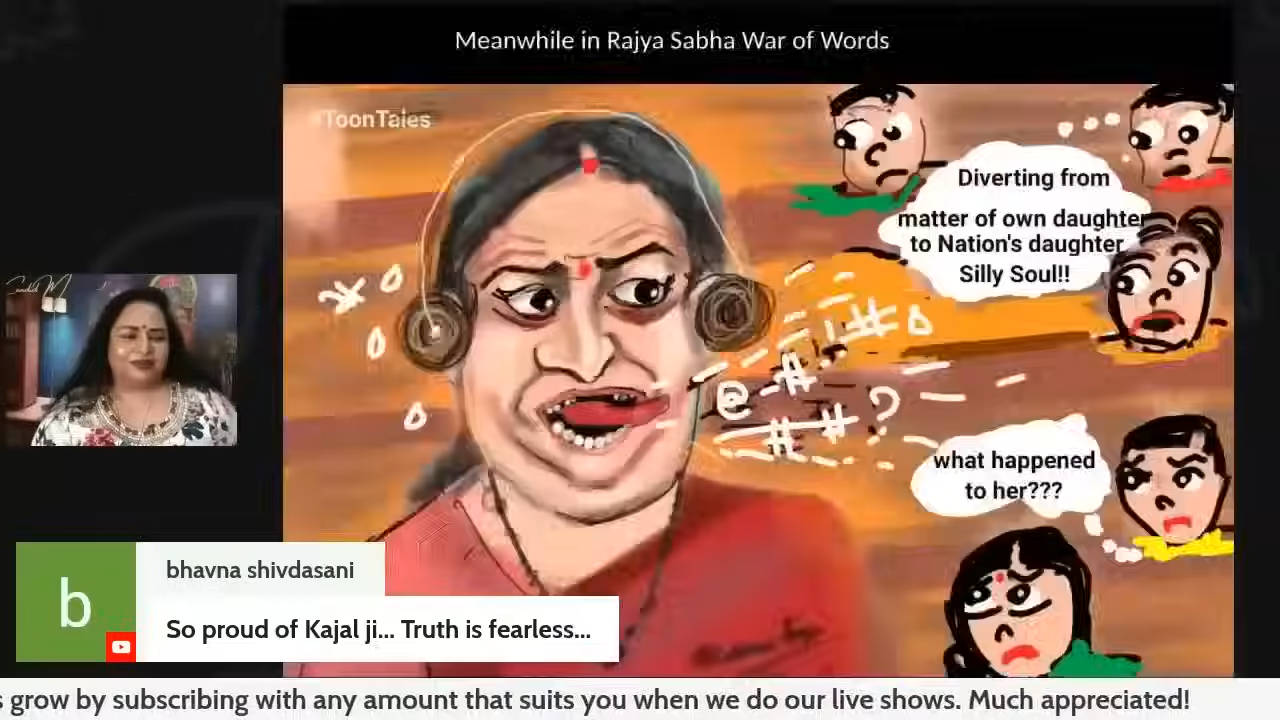 Meanwhile in Rajya Sabha War of Words
ToonTales
Diverting from
matter of own daughter
to Nation's daughter
Silly Soul!!
@-#-!#
##?
what happened
to her???
b
bhavna shivdasani
So proud of Kajal ji... Truth is fearless...
s grow by subscribing with any amount that suits you when we do our live shows. Much appreciated!